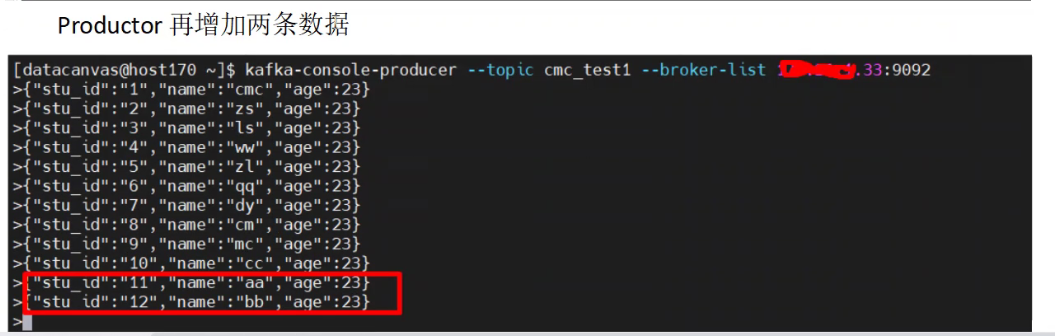 Productor 再增加两条数据
[datacanvas@host170 ~]$ kafka-console-producer --topic cmc_test1 --broker-list .33:9092
>{"stu_id":"1","name":"cmc","age":23}
>{"stu_id":"2","name":"zs","age":23}
>{"stu_id":"3","name":"ls","age":23}
>{"stu_id":"4","name":"ww","age":23}
>{"stu_id":"5","name":"zl","age":23}
>{"stu_id":"6","name":"qq","age":23}
>{"stu_id":"7","name":"dy","age":23}
>{"stu_id":"8","name":"cm","age":23}
>{"stu_id":"9","name":"mc","age":23}
>{"stu_id":"10","name":"cc","age":23}
>{"stu_id":"11","name":"aa","age":23}
>{"stu_id":"12","name":"bb","age":23}
>